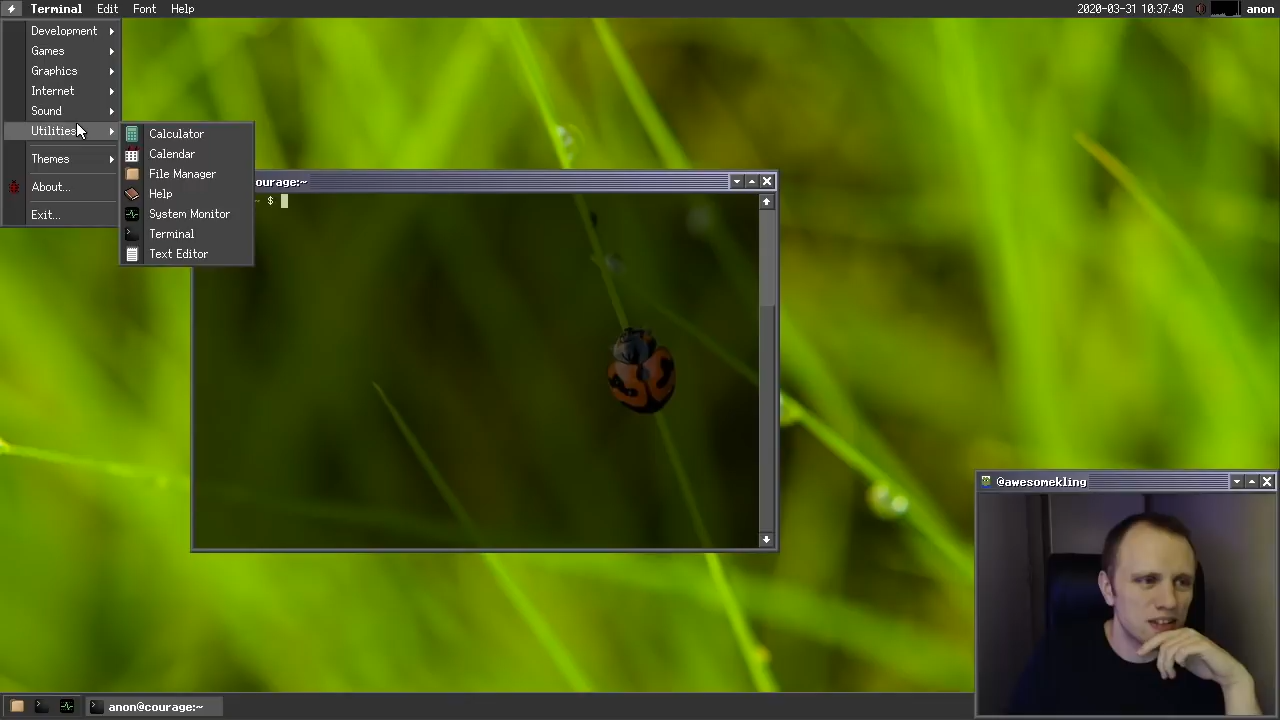 Terminal Edit Font Help 2020-03-31 10:37:49 anon
Development
Games
Graphics
Internet
Sound
Utilities
Themes
About...
Exit...
Calculator
Calendar
File Manager
Help
System Monitor
Terminal
Text Editor
ourage:~
~ $
@awesomekling
anon@courage:~